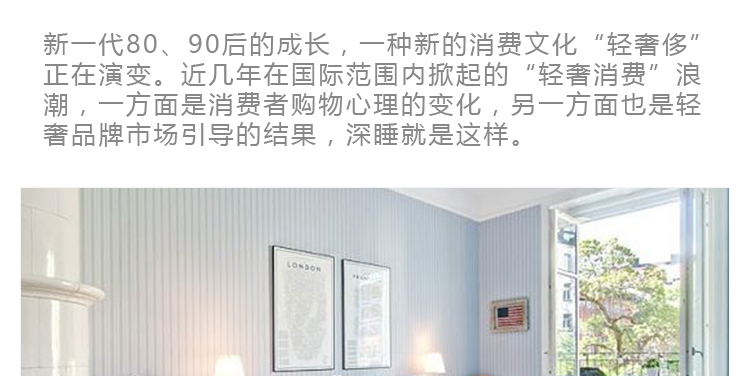 新一代80、90后的成长，一种新的消费文化“轻奢侈”
正在演变。近几年在国际范围内掀起的“轻奢消费”浪
潮，一方面是消费者购物心理的变化，另一方面也是轻
奢品牌市场引导的结果，深睡就是这样。
LONDON